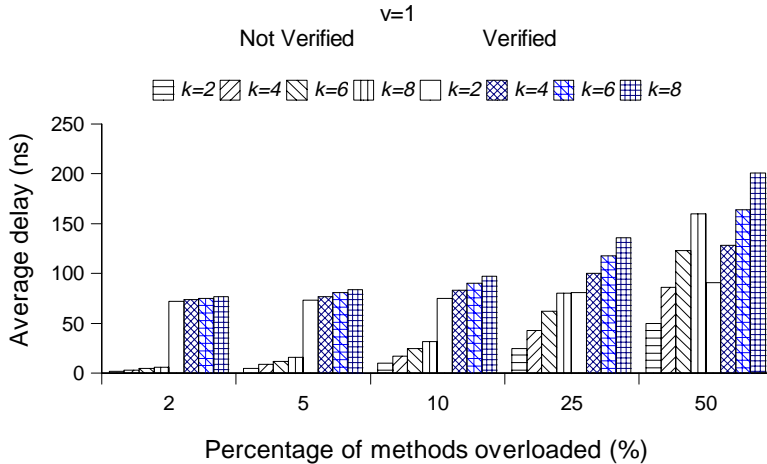 v=1
Not Verified Verified
k=2 k=4 k=6 k=8 k=2 k=4 k=6 k=8
250
200
150
100
50
0
Average delay (ns)
2 5 10 25 50
Percentage of methods overloaded (%)